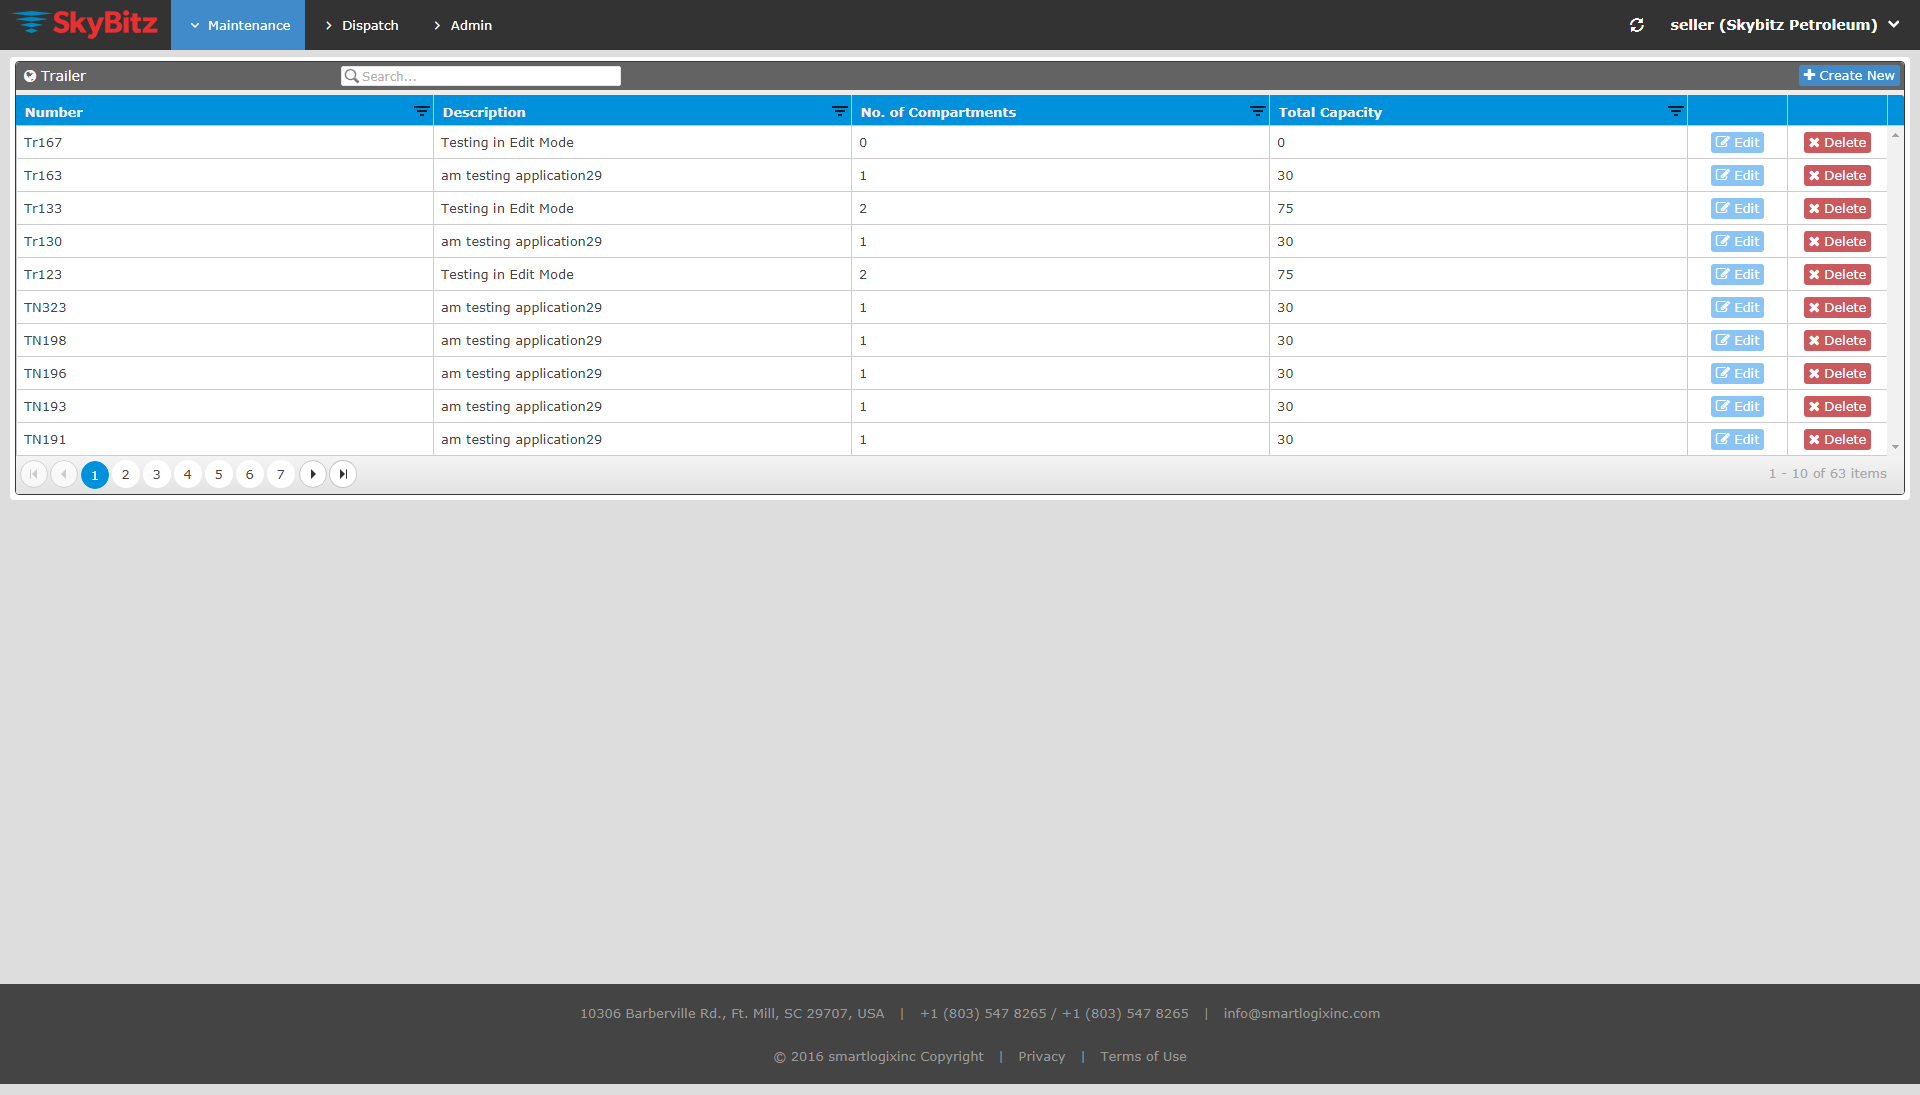 SkyBitz Maintenance Dispatch Admin seller (Skybitz Petroleum)
Trailer Search... Create New
Number Description No. of Compartments Total Capacity
Tr167 Testing in Edit Mode 0 0 Edit Delete
Tr163 am testing application29 1 30 Edit Delete
Tr133 Testing in Edit Mode 2 75 Edit Delete
Tr130 am testing application29 1 30 Edit Delete
Tr123 Testing in Edit Mode 2 75 Edit Delete
TN323 am testing application29 1 30 Edit Delete
TN198 am testing application29 1 30 Edit Delete
TN196 am testing application29 1 30 Edit Delete
TN193 am testing application29 1 30 Edit Delete
TN191 am testing application29 1 30 Edit Delete
1 2 3 4 5 6 7 1 - 10 of 63 items
10306 Barberville Rd., Ft. Mill, SC 29707, USA | +1 (803) 547 8265 / +1 (803) 547 8265 | info@smartlogixinc.com
© 2016 smartlogixinc Copyright | Privacy | Terms of Use